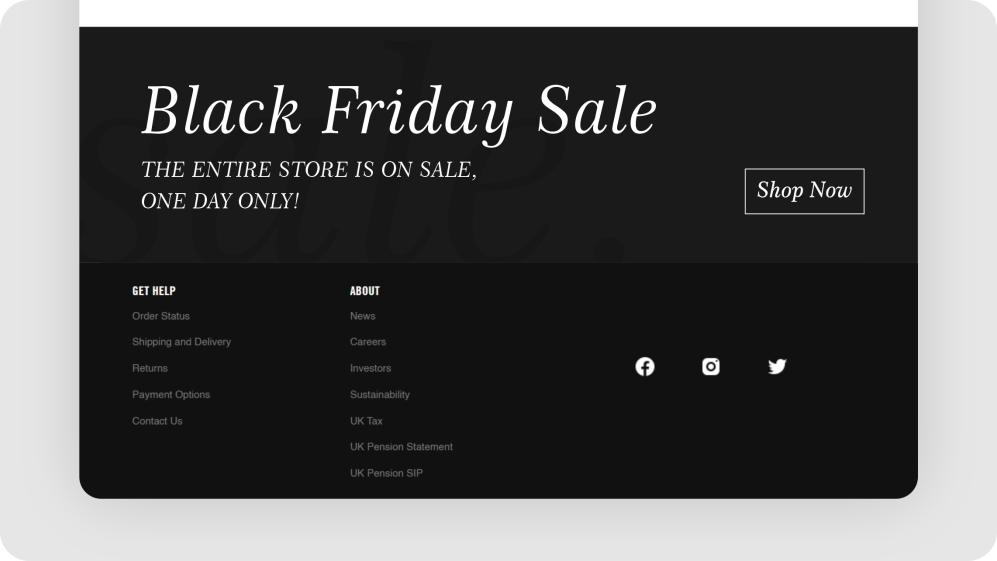 sale.
Black Friday Sale
THE ENTIRE STORE IS ON SALE,
ONE DAY ONLY!
Shop Now
GET HELP
Order Status
Shipping and Delivery
Returns
Payment Options
Contact Us
ABOUT
News
Careers
Investors
Sustainability
UK Tax
UK Pension Statement
UK Pension SIP